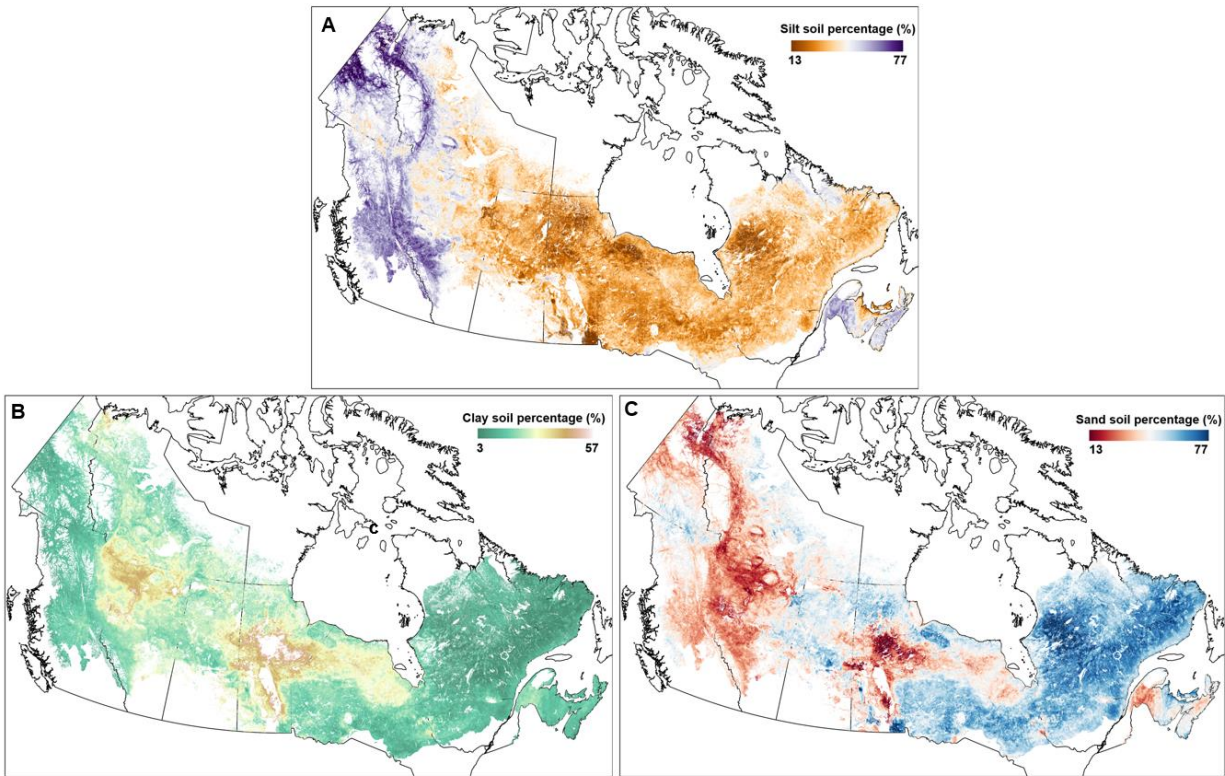 A
Silt soil percentage (%)
13 77
B
Clay soil percentage (%)
3 57
C
C
Sand soil percentage (%)
13 77